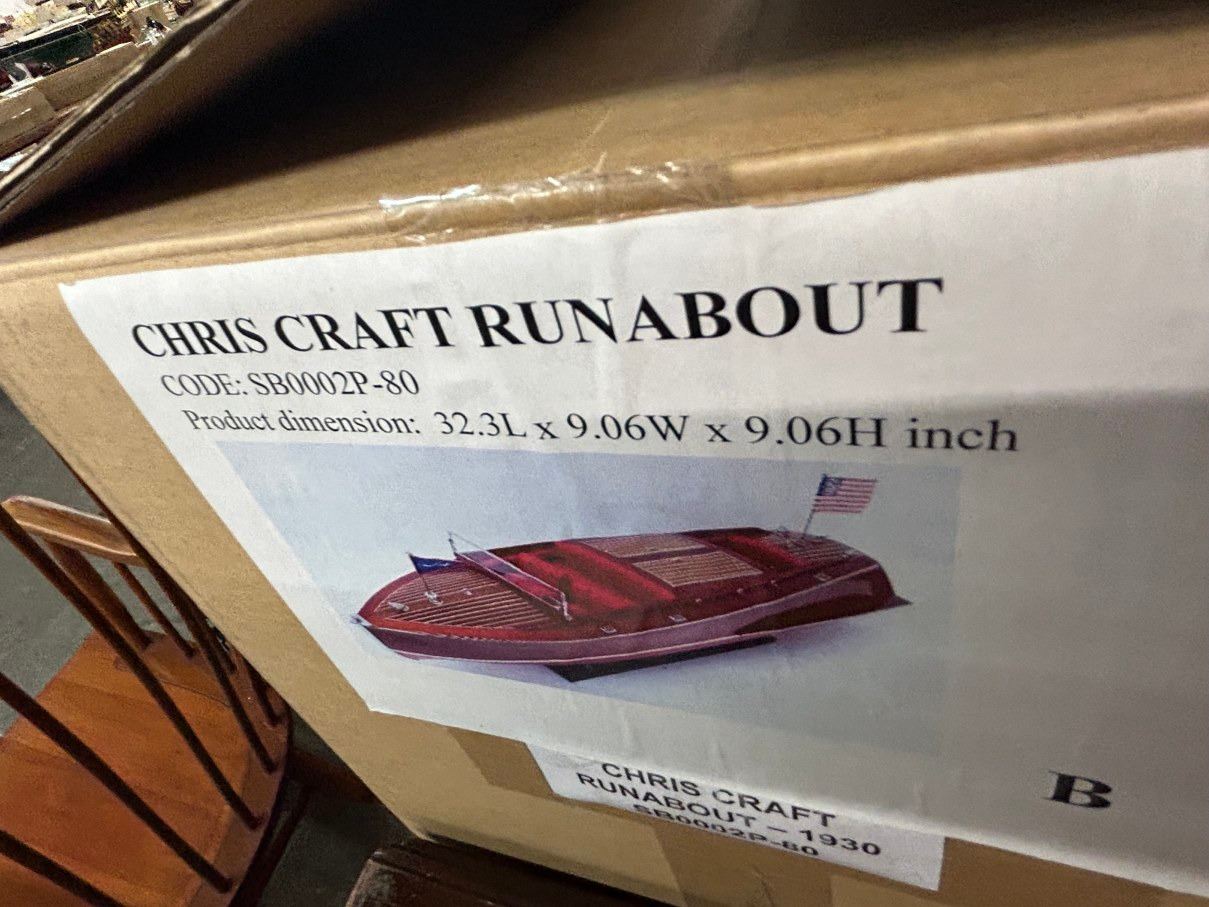 CHRIS CRAFT RUNABOUT
CODE: SB0002P-80
Product dimension: 32.3L x 9.06W x 9.06H inch
B
CHRIS CRAFT
RUNABOUT - 1930
SB0002P-80